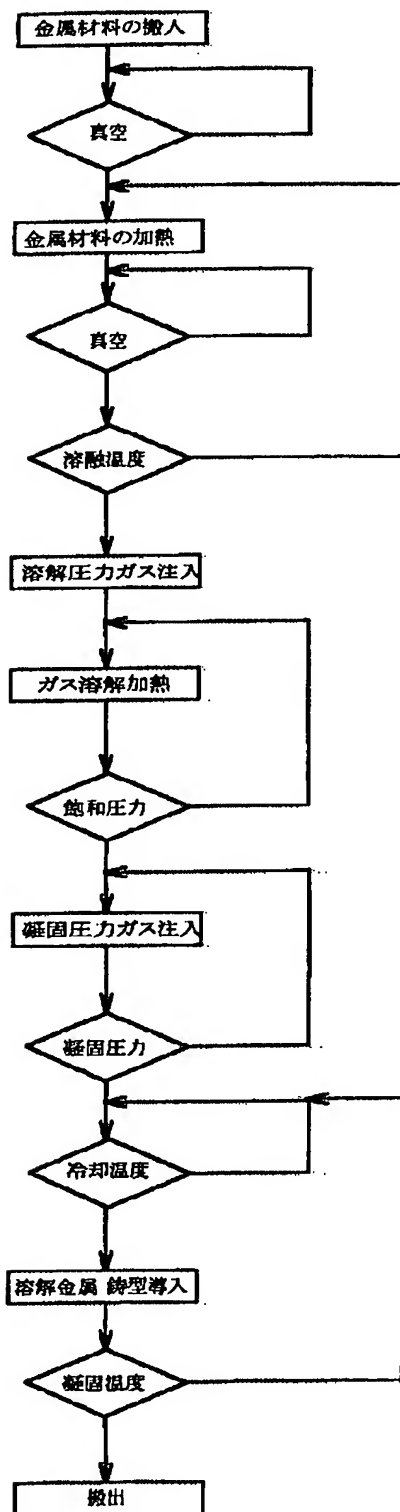 金属材料の搬入
真空
金属材料の加熱
真空
溶融温度
溶解圧力ガス注入
ガス溶解加熱
飽和圧力
凝固圧力ガス注入
凝固圧力
冷却温度
溶解金属 鋳型導入
凝固温度
搬出